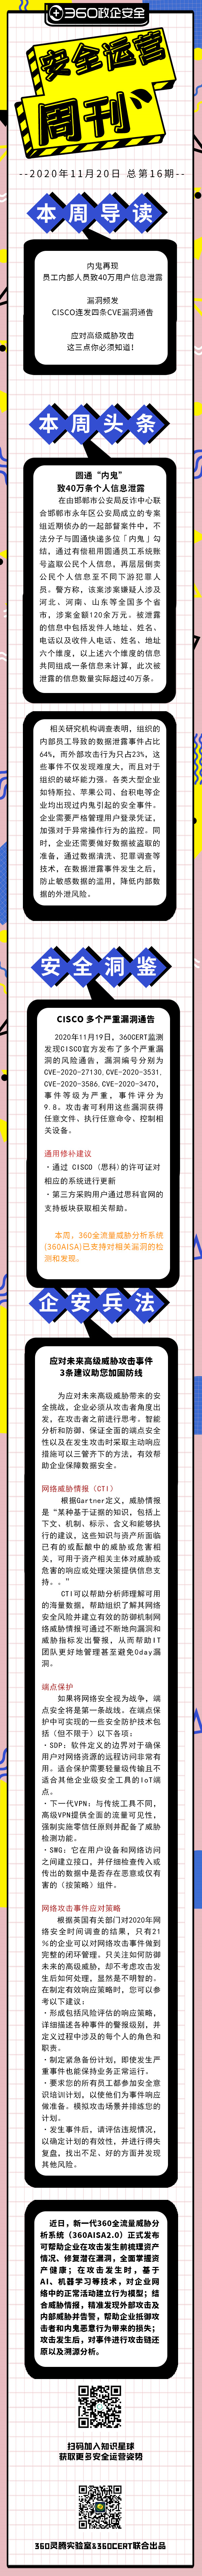 360政企安全
安全运营
周刊
--2020年11月20日 总第16期--
本周导读
内鬼再现
员工内部人员致40万用户信息泄露
漏洞频发
CISCO连发四条CVE漏洞通告
应对高级威胁攻击
这三点你必须知道!
本周头条
圆通“内鬼”
致40万条个人信息泄露
在由邯郸市公安局反诈中心联
合邯郸市永年区公安局成立的专案
组近期侦办的一起部督案件中,不
法分子与圆通快递多位「内鬼」勾
结,通过有偿租用圆通员工系统账
号盗取公民个人信息,再层层倒卖
公民个人信息至不同下游犯罪人
员。警方称,该案涉案嫌疑人涉及
河北、河南、山东等全国多个省
市,涉案金额120余万元。被泄露
的信息中包括发件人地址、姓名、
电话以及收件人电话、姓名、地址
六个维度,以上述六个维度的信息
共同组成一条信息来计算,此次被
泄露的信息数量实际超过40万条。
相关研究机构调查表明,组织的
内部员工导致的数据泄露事件占比
64%,而外部攻击行为只占23%。这
些事件不仅发现难度大,而且对于
组织的破坏能力强。各类大型企业
如特斯拉、苹果公司、台积电等企
业均出现过内鬼引起的安全事件。
企业需要严格管理用户登录凭证,
加强对于异常操作行为的监控。同
时,企业还需要做好数据被盗取的
准备,通过数据清洗、犯罪调查等
技术,在数据泄露事件发生之后,
防止敏感数据的滥用,降低内部数
据的外泄风险。
安全洞鉴
CISCO 多个严重漏洞通告
2020年11月19日,360CERT监测
发现CISCO官方发布了多个严重漏
洞的风险通告,漏洞编号分别为
CVE-2020-27130,CVE-2020-3531,
CVE-2020-3586,CVE-2020-3470,
事件等级为严重,事件评分为
9.8。攻击者可利用这些漏洞获得
任意文件、执行任意命令、控制相
关设备。
通用修补建议
·通过 CISCO (思科)的许可证对
相应的系统进行更新
·第三方采购用户通过思科官网的
支持板块获取相关帮助。
本周,360全流量威胁分析系统
(360AISA)已支持对相关漏洞的检
测和发现。
企安兵法
应对未来高级威胁攻击事件
3条建议助您加固防线
为应对未来高级威胁带来的安
全挑战,企业必须从攻击者角度出
发,在攻击者之前进行思考。智能
分析和防御、保证全面的端点安全
性以及在发生攻击时采取主动响应
措施可以三管齐下的方法,有效帮
助企业保障数据安全。
网络威胁情报(CTI)
根据Gartner定义,威胁情报
是“某种基于证据的知识,包括上
下文、机制、标示、含义和能够执
行的建议,这些知识与资产所面临
已有的或酝酿中的威胁或危害相
关,可用于资产相关主体对威胁或
危害的响应或处理决策提供信息支
持。。”
CTI可以帮助分析师理解可用
的海量数据,帮助组织了解其网络
安全风险并建立有效的防御机制网
络威胁情报可通过不断地向漏洞和
威胁指标发出警报,从而帮助IT
团队更好地管理甚至避免0day漏
洞。
端点保护
如果将网络安全视为战争,端
点安全将是第一条战线。在端点保
护中可实现的一些安全防护技术包
括(但不限于)以下各项:
·SDP:软件定义的边界对于确保
用户对网络资源的远程访问非常有
用。适合保护需要轻量级传输且不
适合其他企业级安全工具的IoT端
点。
·下一代VPN:与传统工具不同,
高级VPN提供全面的流量可见性,
强制实施零信任原则并配备了威胁
检测功能。
·SWG:它在用户设备和网络访问
之间建立接口,并仔细检查传入或
传出的数据中是否存在恶意或仅有
害的(按策略)组件。
网络攻击事件应对策略
根据英国有关部门对2020年网
络安全时间调查的结果,只有21
%的企业可以对网络攻击事件做到
完整的闭环管理。只关注如何防御
未来的高级威胁,却不考虑攻击发
生后如何处理,显然是不明智的。
在制定有效响应策略时,您可以参
考以下建议:
·形成包括风险评估的响应策略,
详细描述各种事件的警报级别,并
定义过程中涉及的每个人的角色和
职责。
·制定紧急备份计划,即使发生严
重事件也能保持业务正常运行。
·要求您的所有员工都参加安全意
识培训计划,以使他们为事件响应
做准备。模拟攻击场景并排练您的
计划。
·发生事件后,请评估违规情况,
以确定计划的有效性,并进行得失
复盘,找出不足、好的方面并发现
其他风险。
近日,新一代360全流量威胁分
析系统(360AISA2.0)正式发布
可帮助企业在攻击发生前梳理资产
情况、修复潜在漏洞,全面掌握资
产健康;在攻击发生时,基于
AI、机器学习等技术,对企业网
络中的正常活动建立行为模型;结
合威胁情报,精准发现外部攻击及
内部威胁并告警,帮助企业抵御攻
击者和内鬼恶意行为带来的损失;
攻击发生后,对事件进行攻击链还
原以及溯源分析。
扫码加入知识星球
获取更多安全运营资势
360灵腾实验室&360CERT联合出品